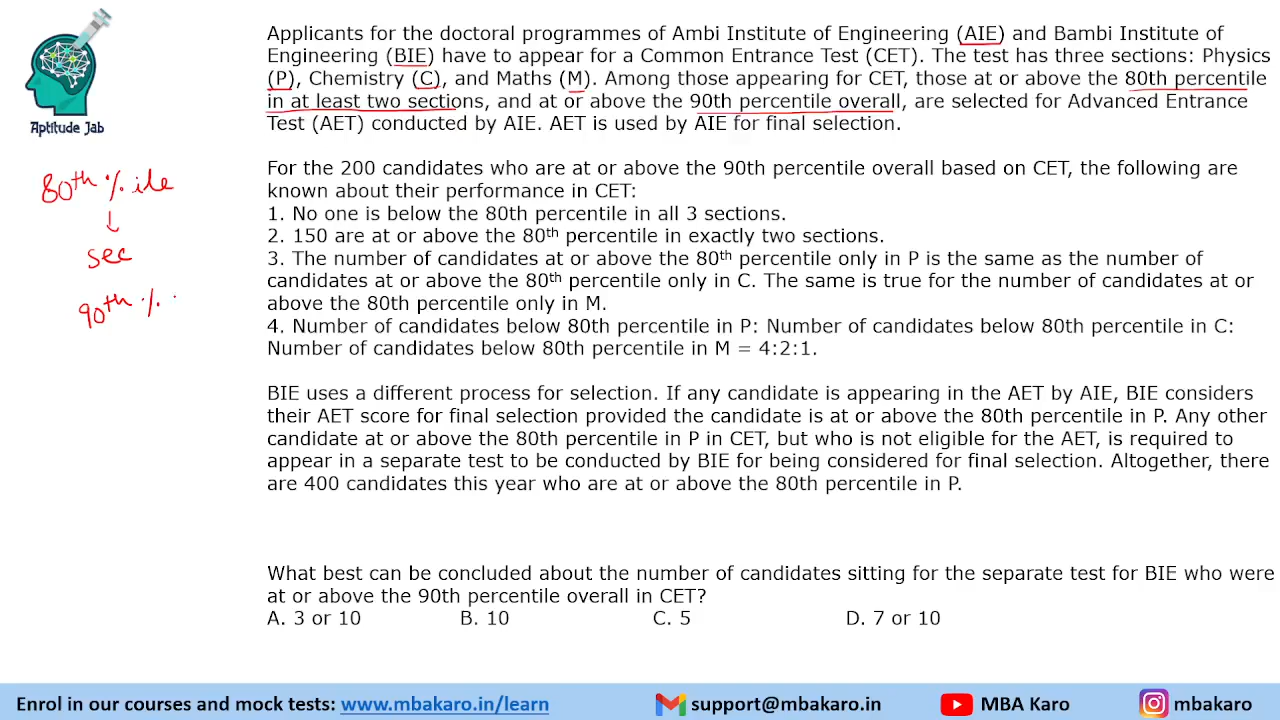 Applicants for the doctoral programmes of Ambi Institute of Engineering (AIE) and Bambi Institute of
Engineering (BIE) have to appear for a Common Entrance Test (CET). The test has three sections: Physics
(P), Chemistry (C), and Maths (M). Among those appearing for CET, those at or above the 80th percentile
in at least two sections, and at or above the 90th percentile overall, are selected for Advanced Entrance
Test (AET) conducted by AIE. AET is used by AIE for final selection.
Aptitude Jab
80th %ile
↓
sec
90th %
For the 200 candidates who are at or above the 90th percentile overall based on CET, the following are
known about their performance in CET:
1. No one is below the 80th percentile in all 3 sections.
2. 150 are at or above the 80th percentile in exactly two sections.
3. The number of candidates at or above the 80th percentile only in P is the same as the number of
candidates at or above the 80th percentile only in C. The same is true for the number of candidates at or
above the 80th percentile only in M.
4. Number of candidates below 80th percentile in P: Number of candidates below 80th percentile in C:
Number of candidates below 80th percentile in M = 4:2:1.
BIE uses a different process for selection. If any candidate is appearing in the AET by AIE, BIE considers
their AET score for final selection provided the candidate is at or above the 80th percentile in P. Any other
candidate at or above the 80th percentile in P in CET, but who is not eligible for the AET, is required to
appear in a separate test to be conducted by BIE for being considered for final selection. Altogether, there
are 400 candidates this year who are at or above the 80th percentile in P.
What best can be concluded about the number of candidates sitting for the separate test for BIE who were
at or above the 90th percentile overall in CET?
A. 3 or 10 B. 10 C. 5 D. 7 or 10
Enrol in our courses and mock tests: www.mbakaro.in/learn support@mbakaro.in MBA Karo mbakaro